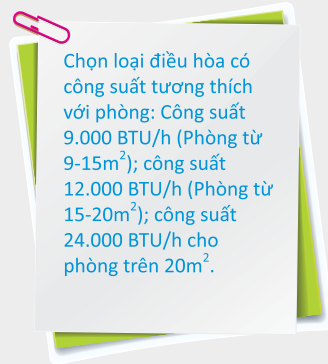 Chọn loại điều hòa có
công suất tương thích
với phòng: Công suất
9.000 BTU/h (Phòng từ
9-15m²); công suất
12.000 BTU/h (Phòng từ
15-20m²); công suất
24.000 BTU/h cho
phòng trên 20m².